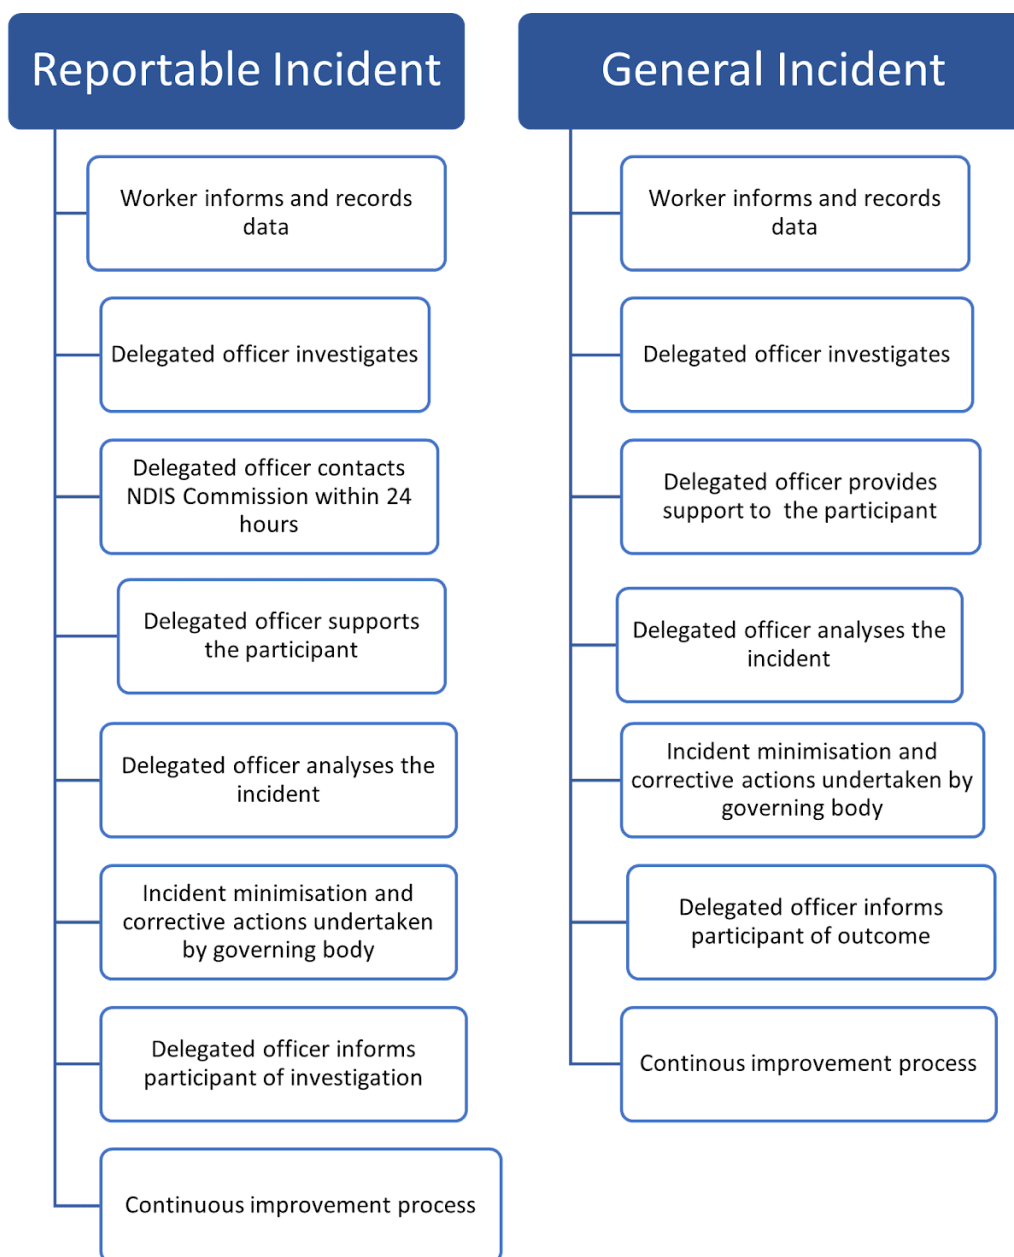 Reportable Incident
Worker informs and records
data
Delegated officer investigates
Delegated officer contacts
NDIS Commission within 24
hours
Delegated officer supports
the participant
Delegated officer analyses the
incident
Incident minimisation and
corrective actions undertaken
by governing body
Delegated officer informs
participant of investigation
Continuous improvement process
General Incident
Worker informs and records
data
Delegated officer investigates
Delegated officer provides
support to  the participant
Delegated officer analyses the
incident
Incident minimisation and
corrective actions undertaken by
governing body
Delegated officer informs
participant of outcome
Continous improvement process